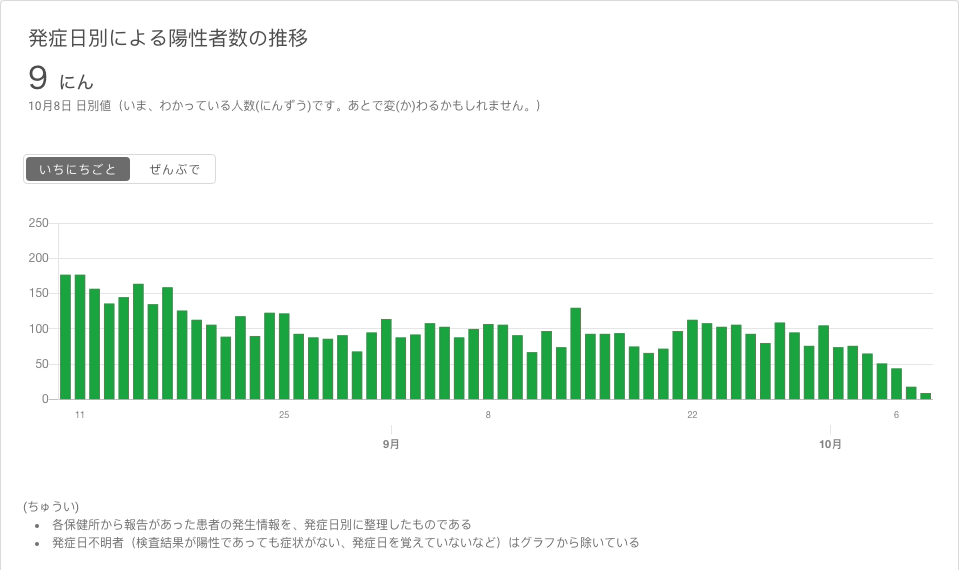 発症日別による陽性者数の推移
9 にん
10月8日 日別値（いま、わかっている人数(にんずう)です。あとで変(か)わるかもしれません。）
いちにちごと ぜんぶで
250
200
150
100
50
0
11 25 8 22 6
9月 10月
(ちゅうい)
• 各保健所から報告があった患者の発生情報を、発症日別に整理したものである
• 発症日不明者（検査結果が陽性であっても症状がない、発症日を覚えていないなど）はグラフから除いている